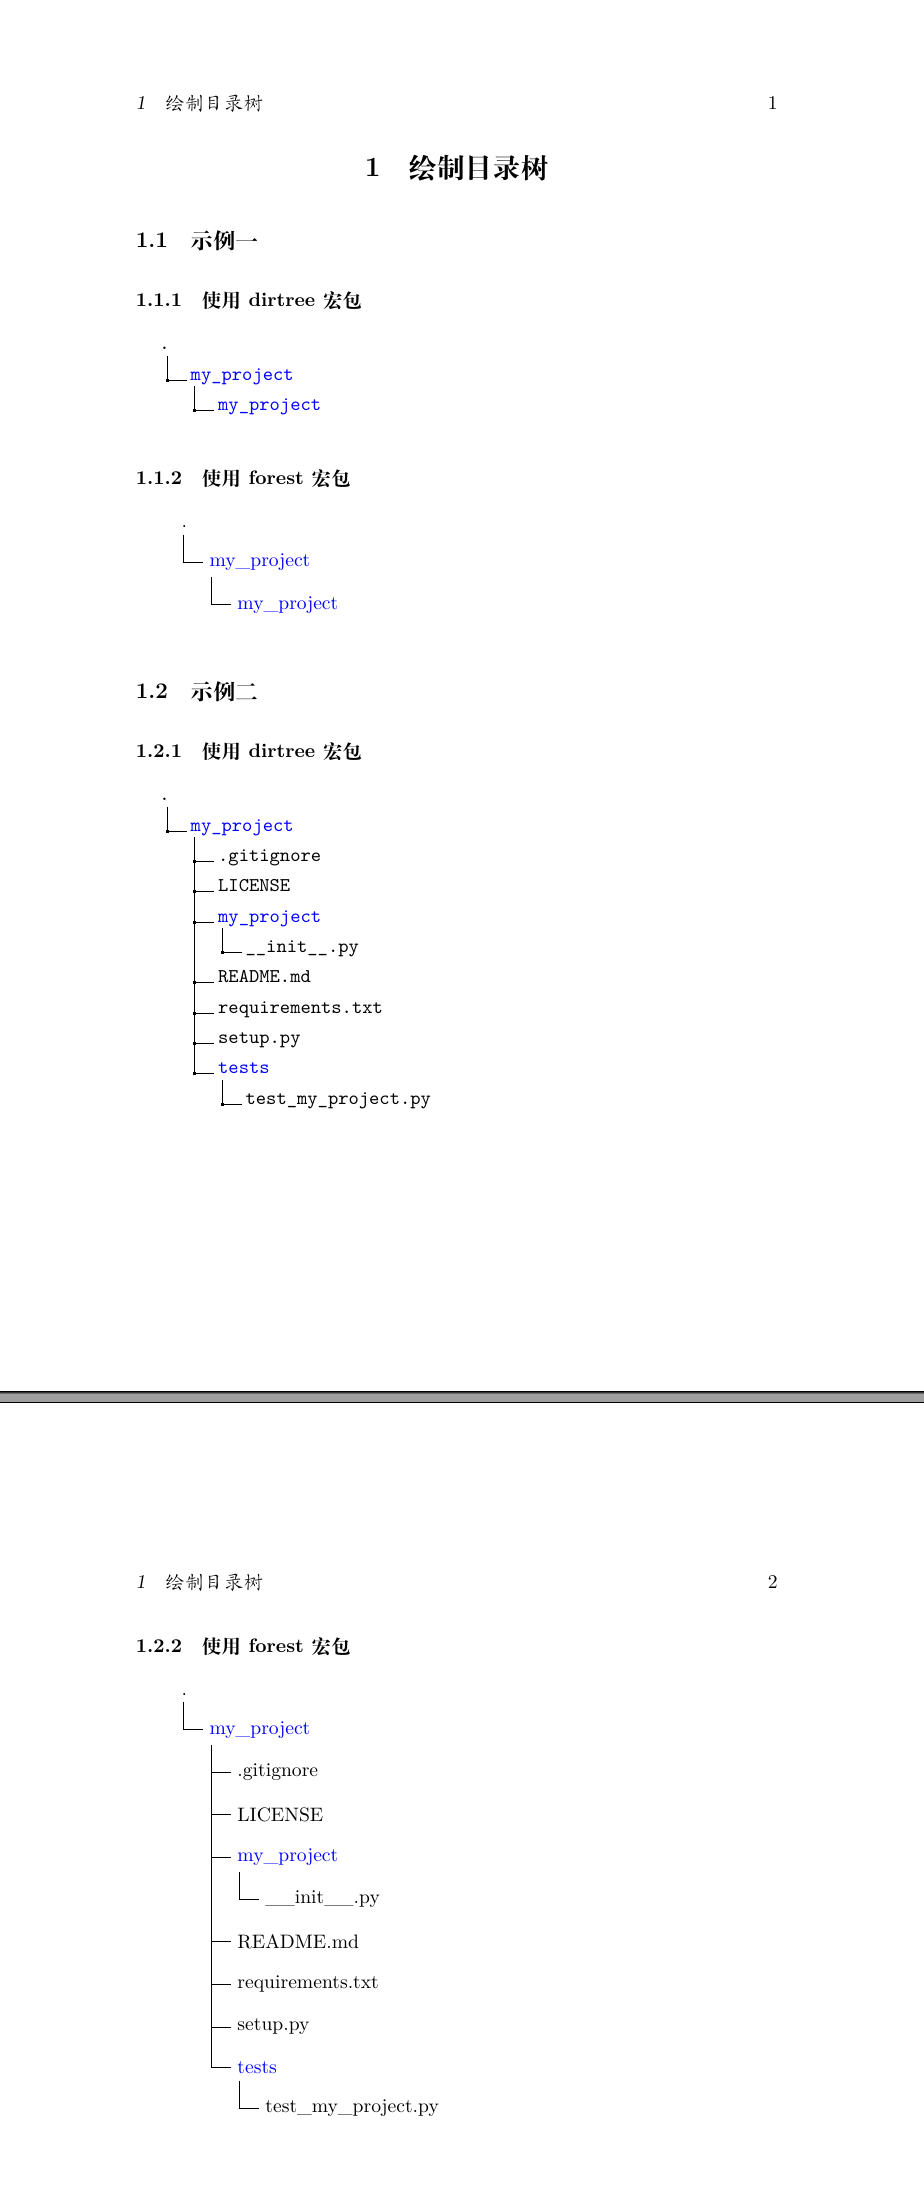 1 绘制目录树 1
1 绘制目录树
1.1 示例一
1.1.1 使用 dirtree 宏包
.
my_project
my_project
1.1.2 使用 forest 宏包
.
my_project
my_project
1.2 示例二
1.2.1 使用 dirtree 宏包
.
my_project
.gitignore
LICENSE
my_project
__init__.py
README.md
requirements.txt
setup.py
tests
test_my_project.py
1 绘制目录树 2
1.2.2 使用 forest 宏包
.
my_project
.gitignore
LICENSE
my_project
__init__.py
README.md
requirements.txt
setup.py
tests
test_my_project.py